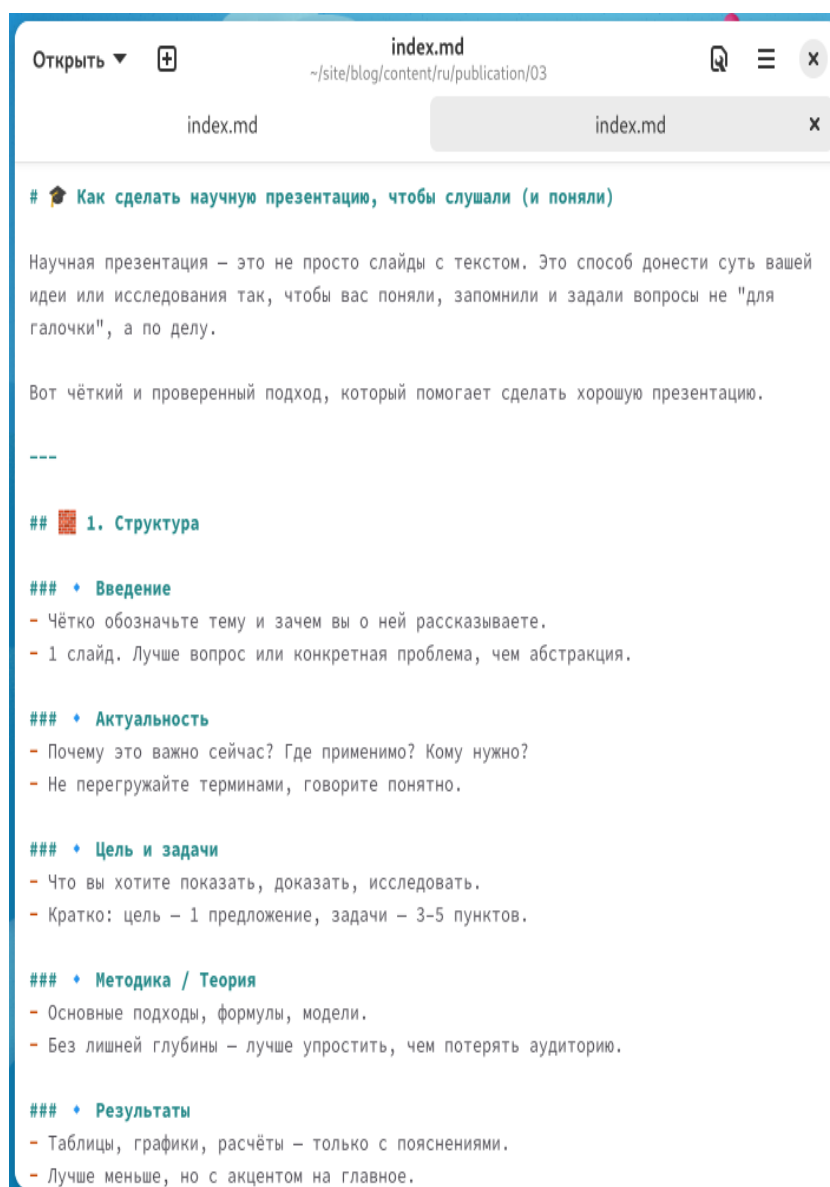 Открыть
index.md
~/site/blog/content/ru/publication/03
index.md
index.md
# 🎓 Как сделать научную презентацию, чтобы слушали (и поняли)
Научная презентация — это не просто слайды с текстом. Это способ донести суть вашей
идеи или исследования так, чтобы вас поняли, запомнили и задали вопросы не "для
галочки", а по делу.
Вот чёткий и проверенный подход, который помогает сделать хорошую презентацию.
---
## 🧱 1. Структура
### 🔹 Введение
- Чётко обозначьте тему и зачем вы о ней рассказываете.
- 1 слайд. Лучше вопрос или конкретная проблема, чем абстракция.
### 🔹 Актуальность
- Почему это важно сейчас? Где применимо? Кому нужно?
- Не перегружайте терминами, говорите понятно.
### 🔹 Цель и задачи
- Что вы хотите показать, доказать, исследовать.
- Кратко: цель — 1 предложение, задачи — 3–5 пунктов.
### 🔹 Методика / Теория
- Основные подходы, формулы, модели.
- Без лишней глубины — лучше упростить, чем потерять аудиторию.
### 🔹 Результаты
- Таблицы, графики, расчёты — только с пояснениями.
- Лучше меньше, но с акцентом на главное.